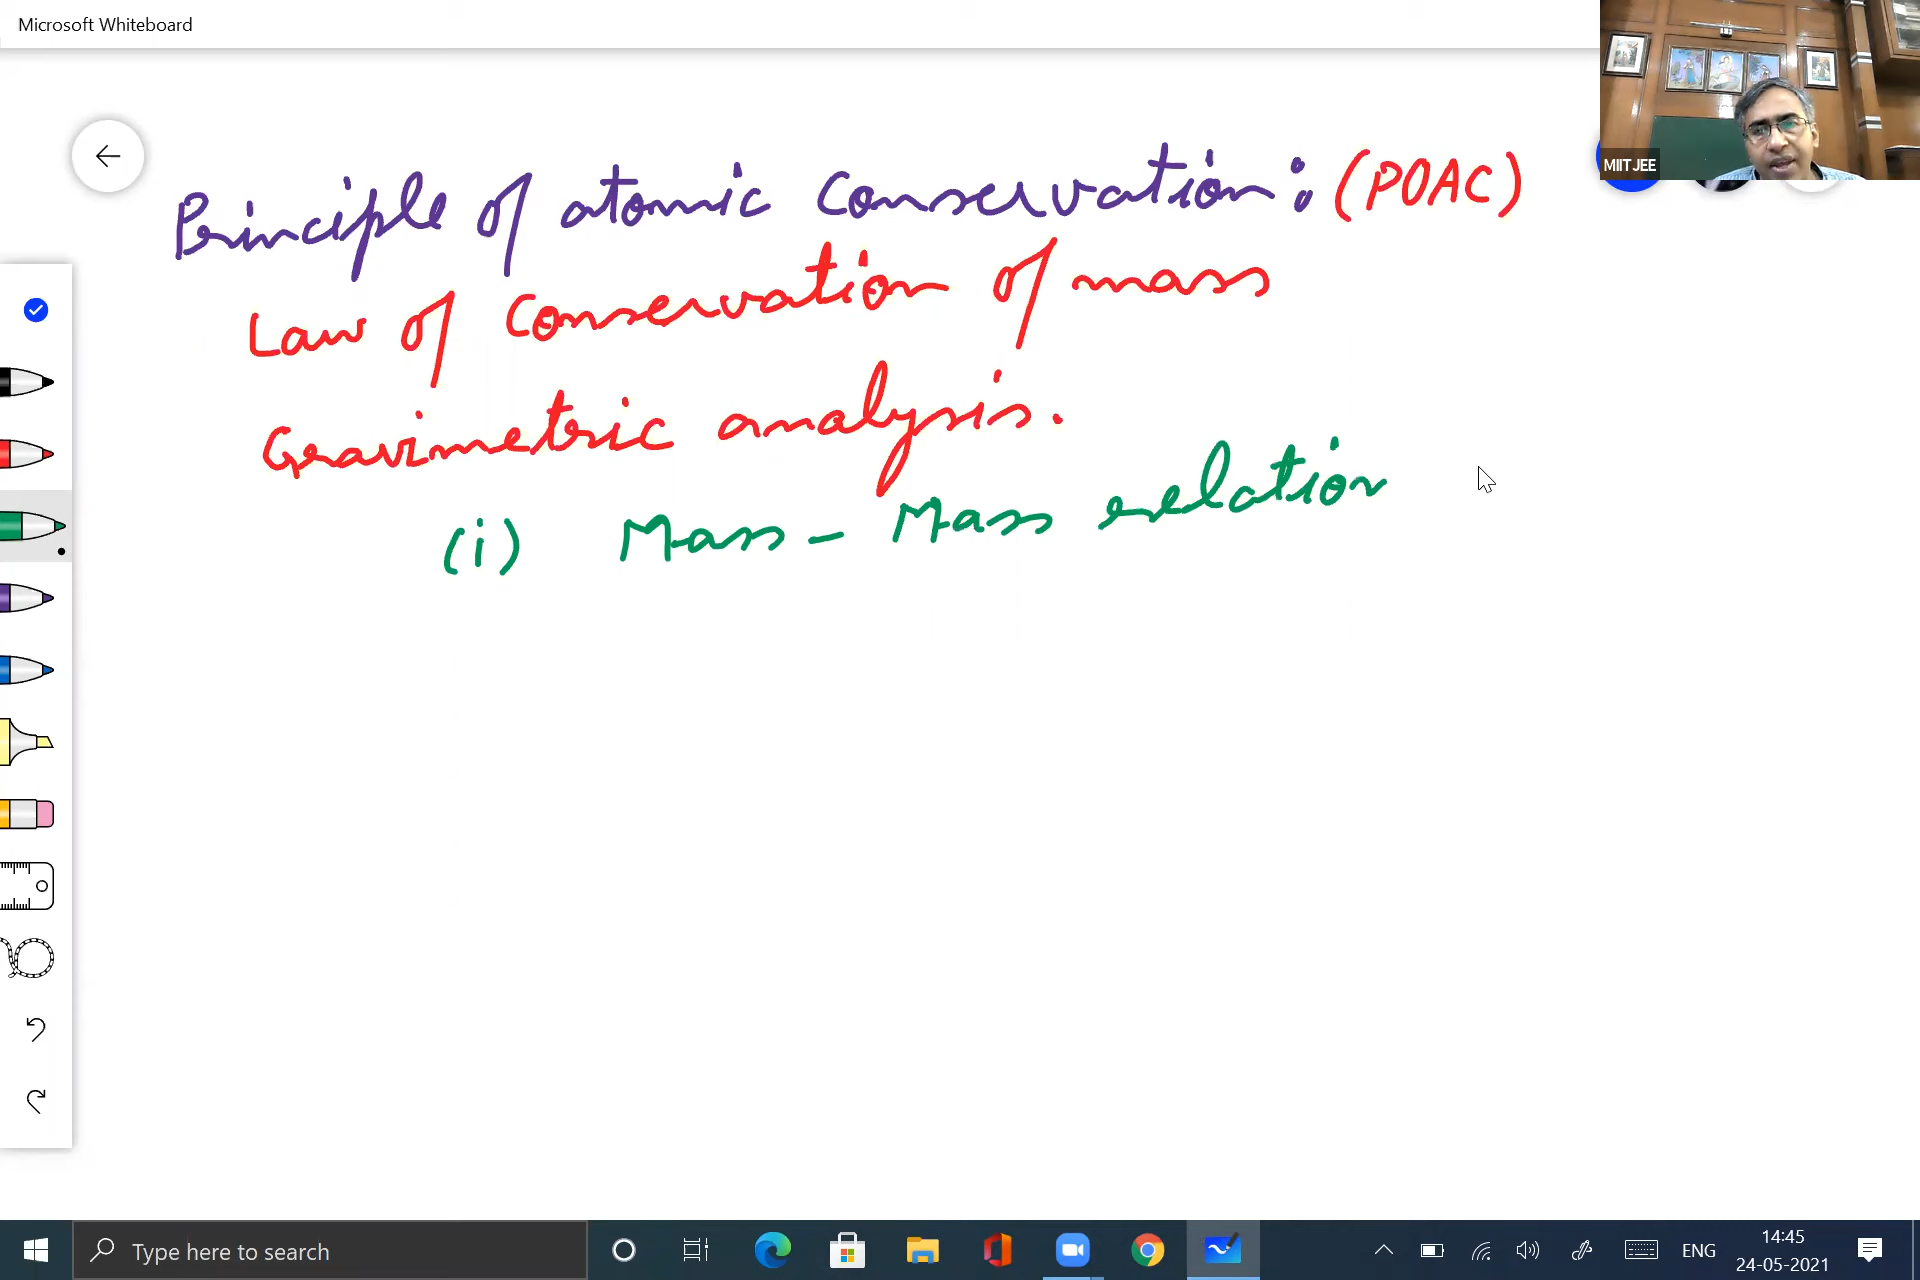 Microsoft Whiteboard
MIIT JEE
Principle of atomic conservation: (POAC)
Law of conservation of mass
Gravimetric analysis.
(i) Mass - Mass relation
Type here to search
ENG
14:45
24-05-2021